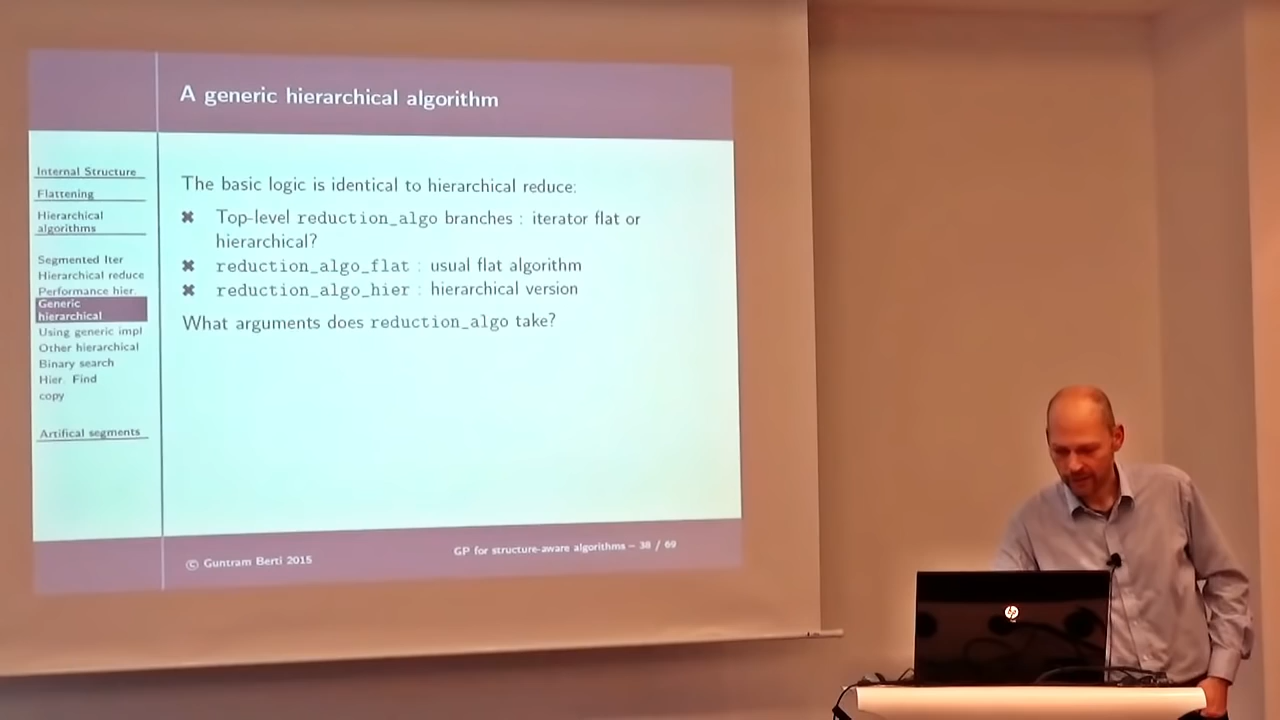 A generic hierarchical algorithm
Internal Structure
Flattening
Hierarchical
algorithms
Segmented Iter
Hierarchical reduce
Performance hier.
Generic
hierarchical
Using generic impl
Other hierarchical
Binary search
Hier. Find
copy
Artifical segments
The basic logic is identical to hierarchical reduce:
✖ Top-level reduction_algo branches : iterator flat or
hierarchical?
✖ reduction_algo_flat : usual flat algorithm
✖ reduction_algo_hier : hierarchical version
What arguments does reduction_algo take?
© Guntram Berti 2015
GP for structure-aware algorithms – 38 / 69
hp